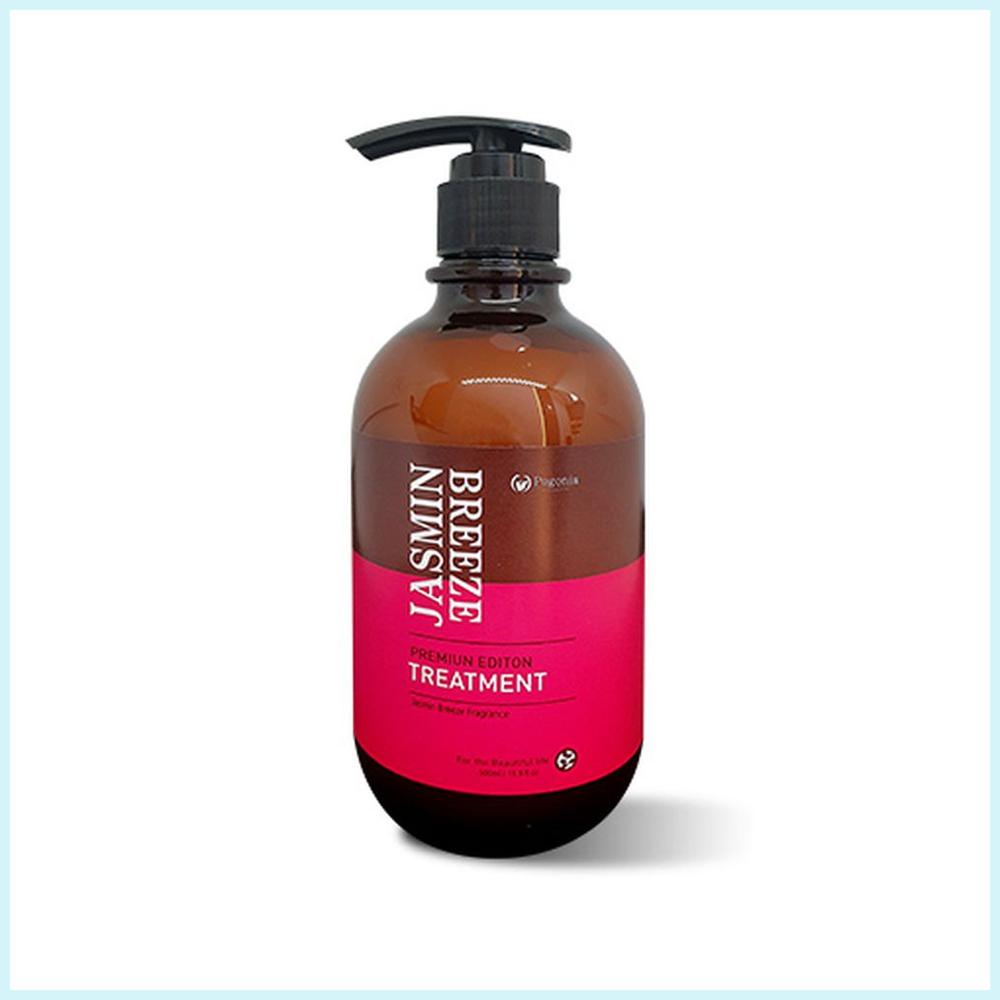 JASMIN
BREEZE
Pogonia
PREMIUN EDITON
TREATMENT
Jasmin Breeze Fragrance
For the Beautiful life